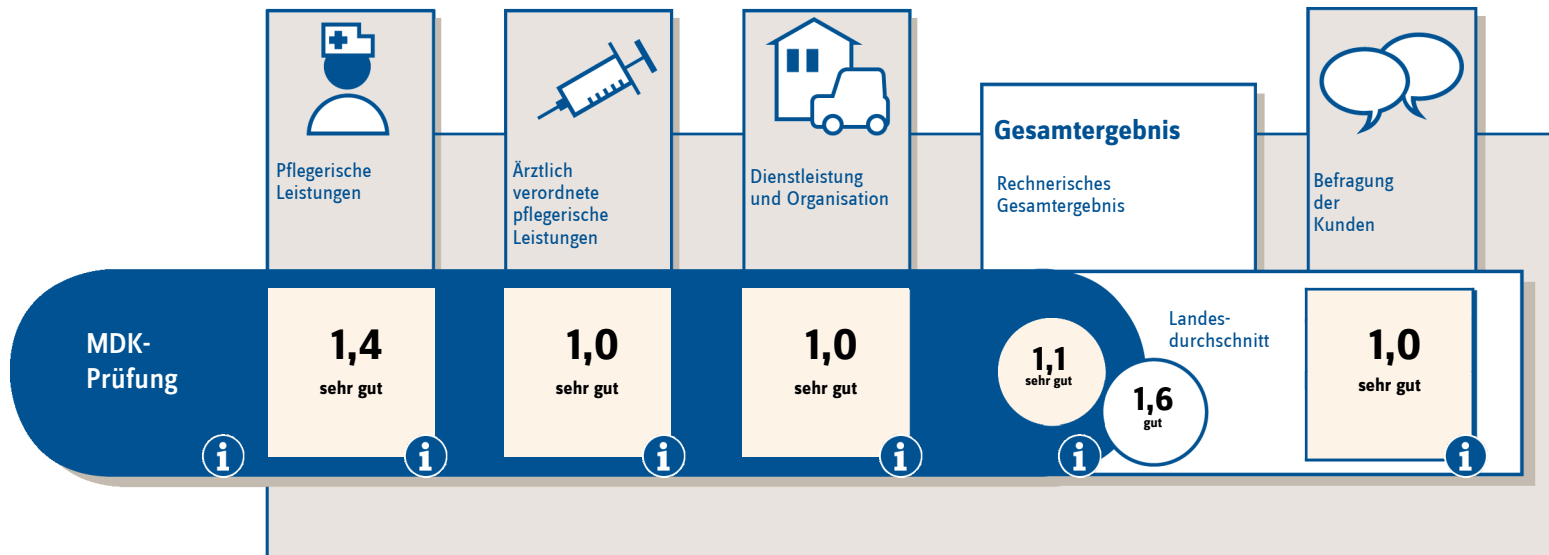 Pflegerische
Leistungen
Ärztlich
verordnete
pflegerische
Leistungen
Dienstleistung
und Organisation
Gesamtergebnis
Rechnerisches
Gesamtergebnis
Befragung
der
Kunden
MDK-
Prüfung
1,4
sehr gut
1,0
sehr gut
1,0
sehr gut
1,1
sehr gut
Landes-
durchschnitt
1,6
gut
1,0
sehr gut
i
i
i
i
i
i